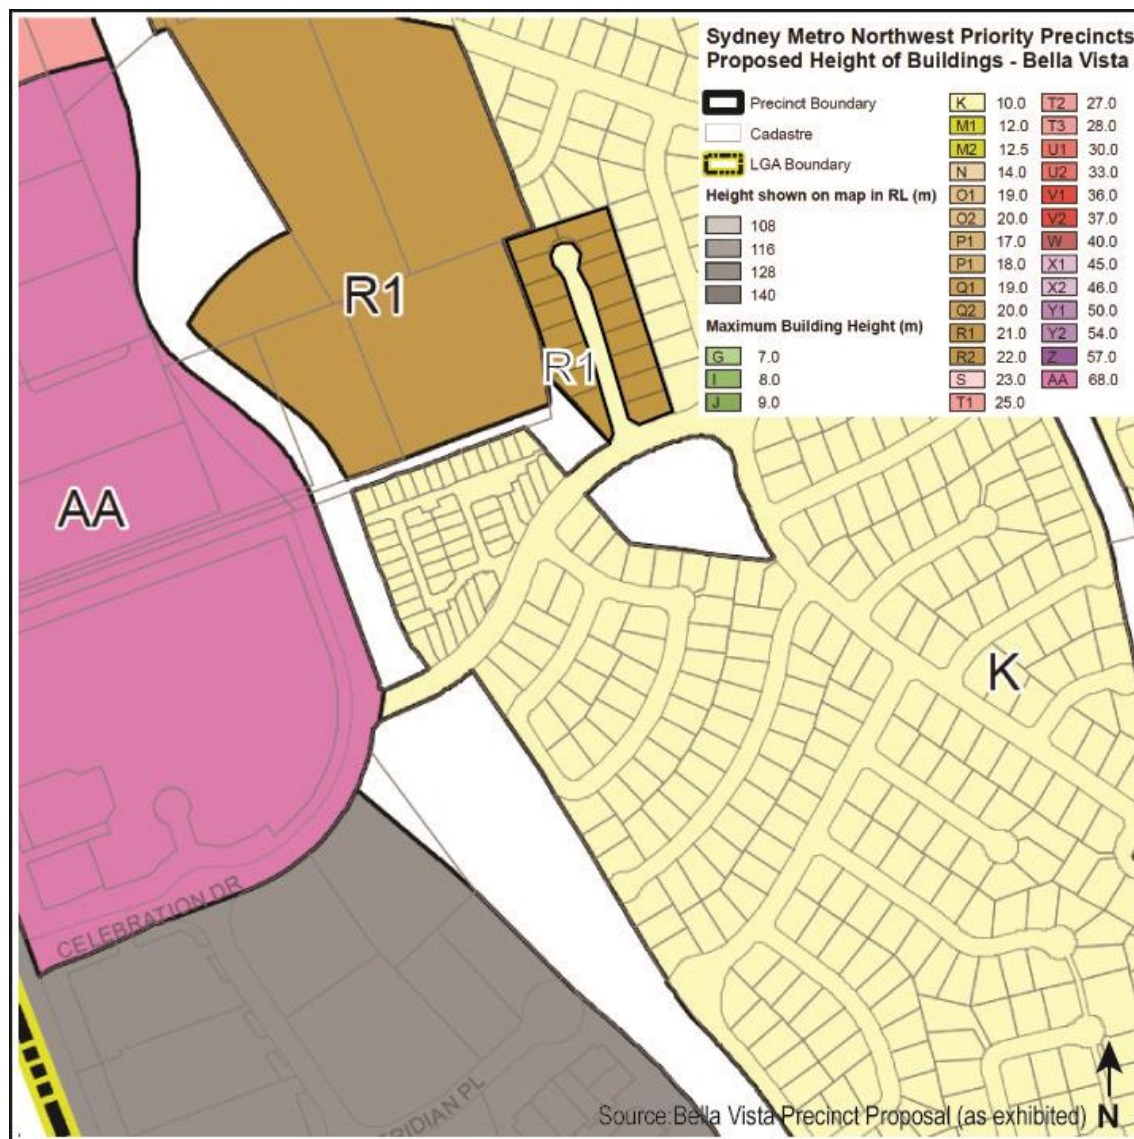 Sydney Metro Northwest Priority Precincts
Proposed Height of Buildings - Bella Vista
Precinct Boundary
Cadastre
LGA Boundary
Height shown on map in RL (m)
108
116
128
140
Maximum Building Height (m)
G 7.0
I 8.0
J 9.0
K 10.0
M1 12.0
M2 12.5
N 14.0
O1 19.0
O2 20.0
P1 17.0
P1 18.0
Q1 19.0
Q2 20.0
R1 21.0
R2 22.0
S 23.0
T1 25.0
T2 27.0
T3 28.0
U1 30.0
U2 33.0
V1 36.0
V2 37.0
W 40.0
X1 45.0
X2 46.0
Y1 50.0
Y2 54.0
Z 57.0
AA 68.0
R1
R1
AA
K
CELEBRATION DR
RIDIAN PL
Source:Bella Vista Precinct Proposal (as exhibited)
N